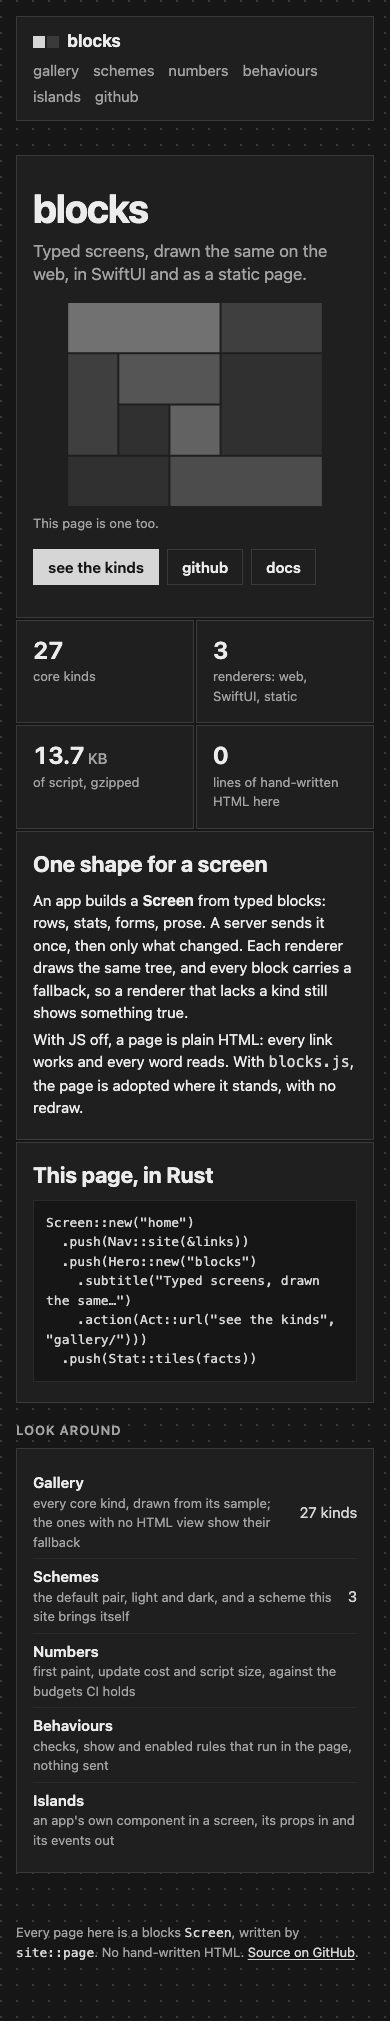 blocks
gallery schemes numbers behaviours
islands github
blocks
Typed screens, drawn the same on the
web, in SwiftUI and as a static page.
This page is one too.
see the kinds github docs
27
core kinds
3
renderers: web,
SwiftUI, static
13.7 KB
of script, gzipped
0
lines of hand-written
HTML here
One shape for a screen
An app builds a Screen from typed blocks:
rows, stats, forms, prose. A server sends it
once, then only what changed. Each renderer
draws the same tree, and every block carries a
fallback, so a renderer that lacks a kind still
shows something true.
With JS off, a page is plain HTML: every link
works and every word reads. With blocks.js,
the page is adopted where it stands, with no
redraw.
This page, in Rust
Screen::new("home")
  .push(Nav::site(&links))
  .push(Hero::new("blocks")
    .subtitle("Typed screens, drawn
the same…")
    .action(Act::url("see the kinds",
"gallery/")))
  .push(Stat::tiles(facts))
LOOK AROUND
Gallery
every core kind, drawn from its sample;
the ones with no HTML view show their
fallback
27 kinds
Schemes
the default pair, light and dark, and a scheme this
site brings itself
3
Numbers
first paint, update cost and script size, against the
budgets CI holds
Behaviours
checks, show and enabled rules that run in the page,
nothing sent
Islands
an app's own component in a screen, its props in and
its events out
Every page here is a blocks Screen, written by
site::page. No hand-written HTML. Source on GitHub.